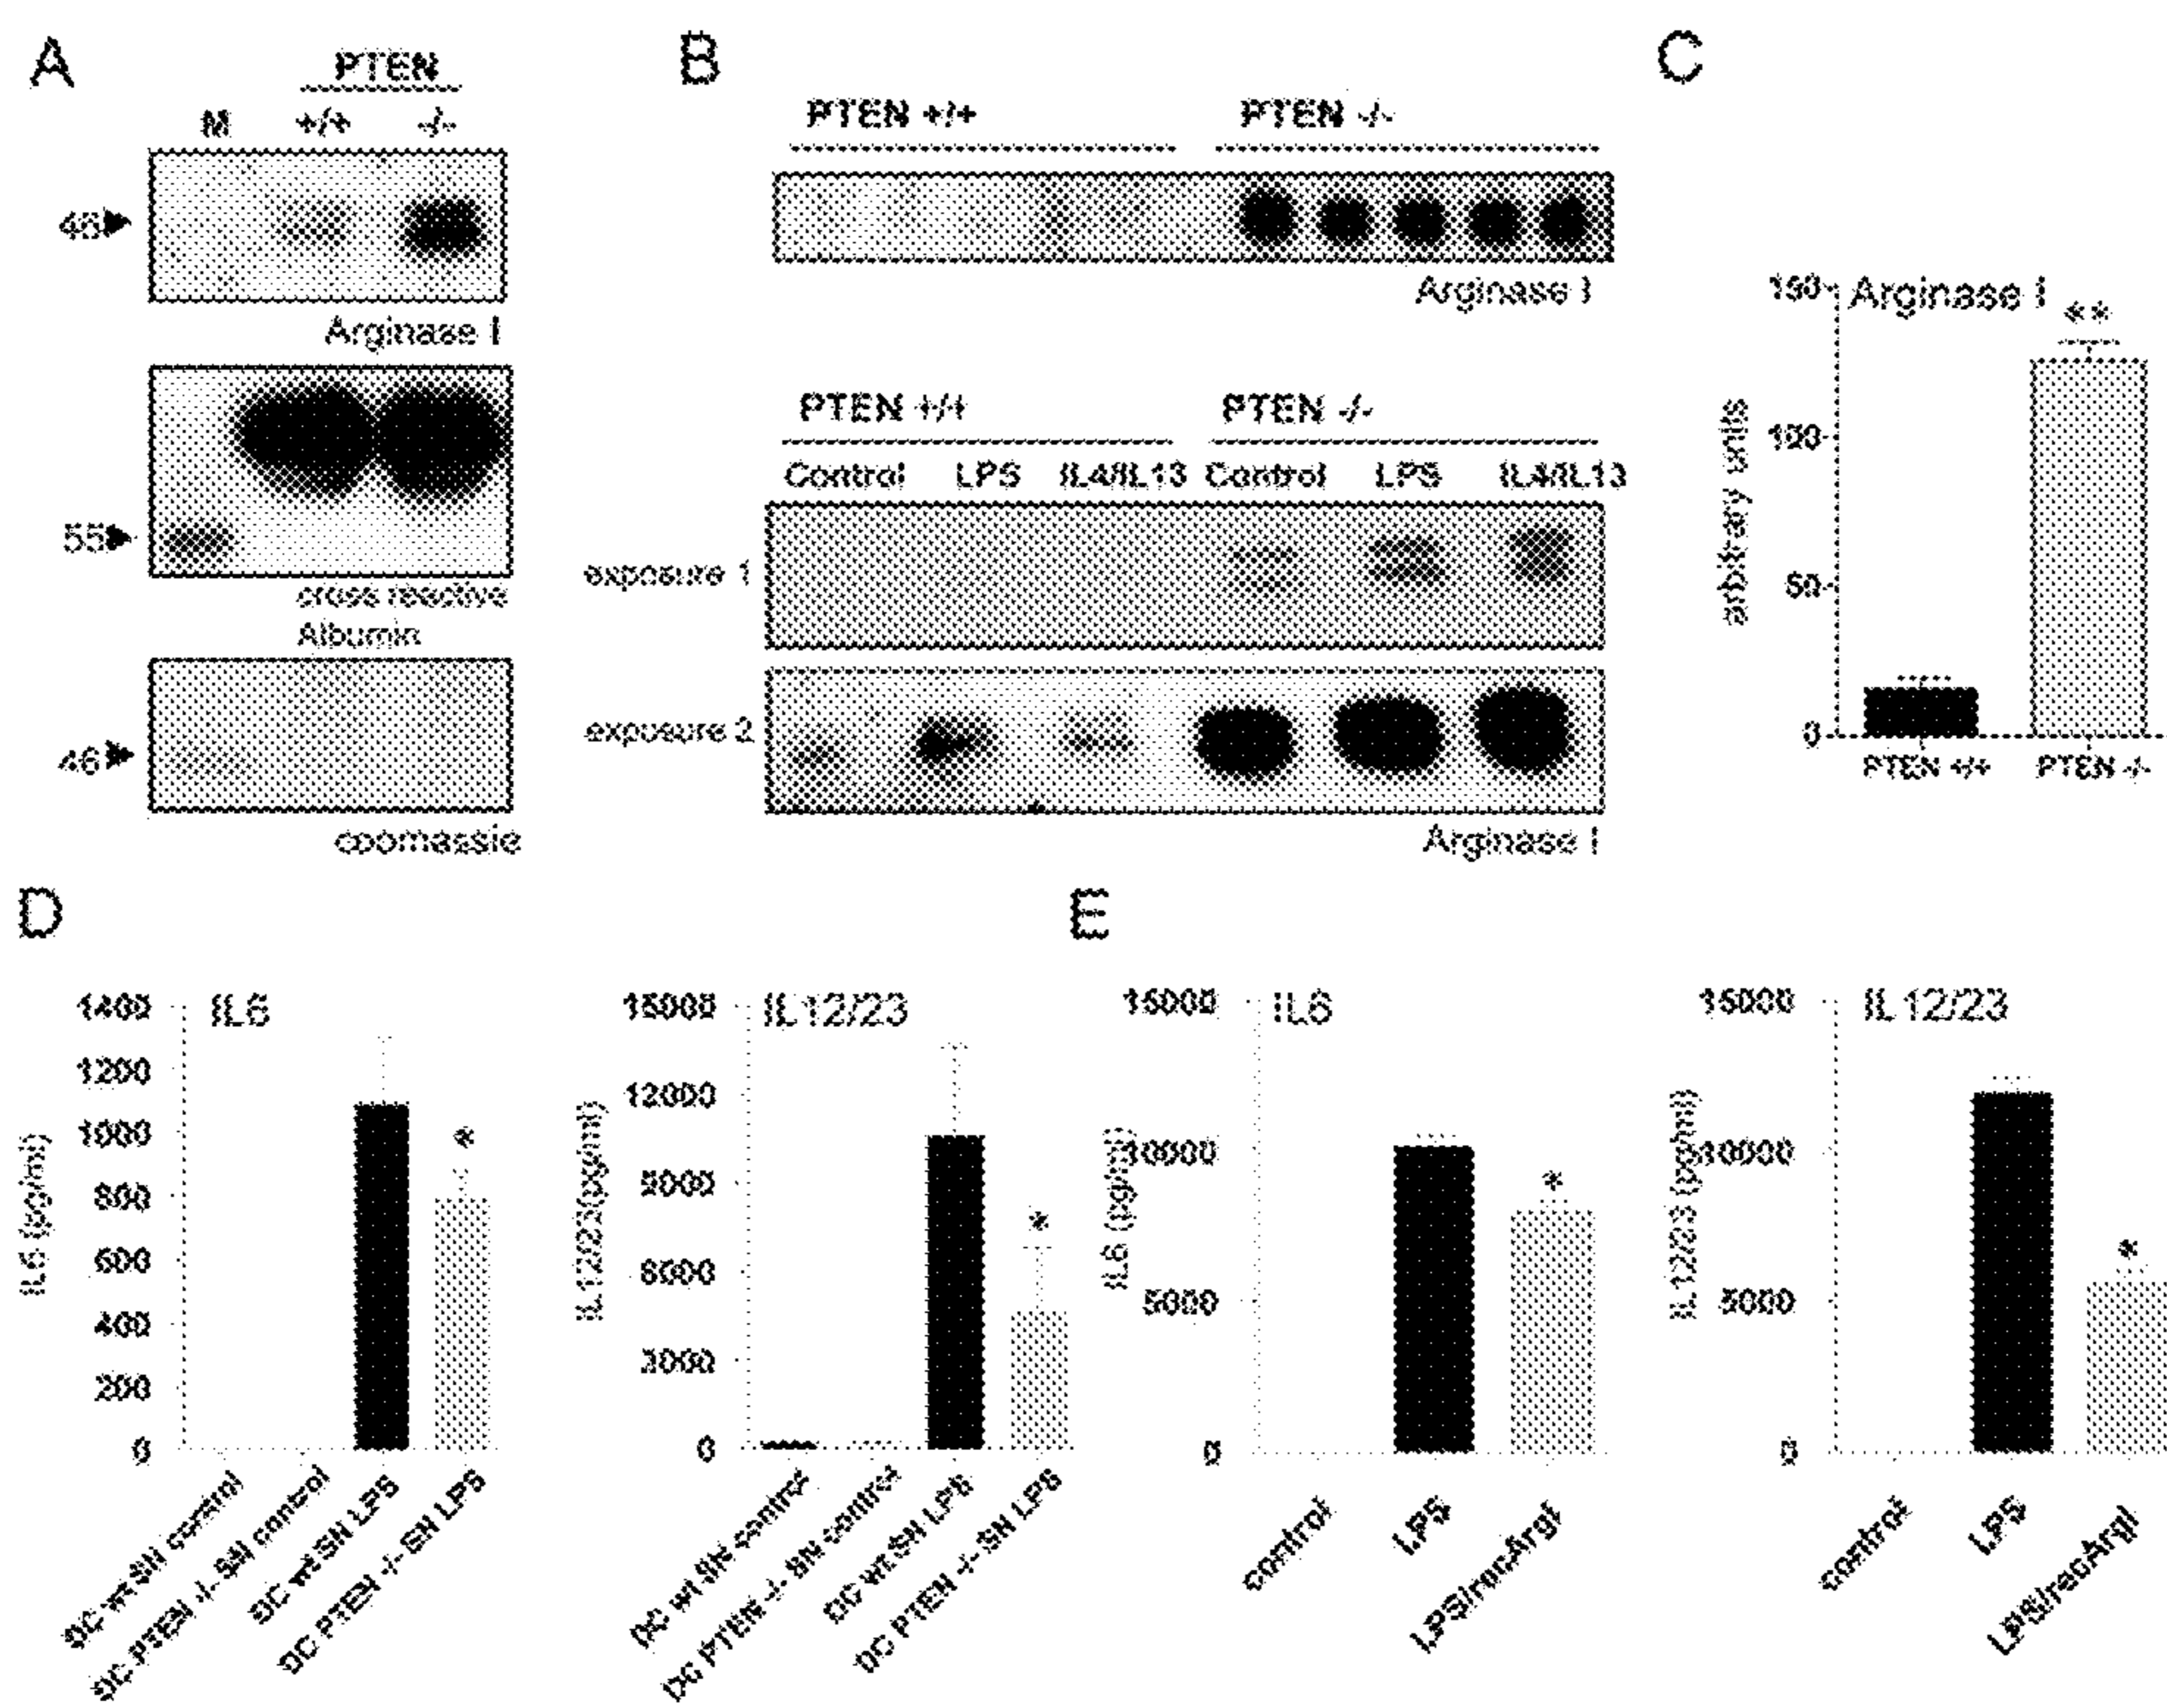 A
PTEN
M +/+ -/-
46
Arginase I
55
cross reactive
Albumin
46
coomassie
B
PTEN +/+ PTEN -/-
Arginase I
PTEN +/+ PTEN -/-
Control LPS IL4/IL13 Control LPS IL4/IL13
exposure 1
exposure 2
Arginase I
C
Arginase I
**
arbitrary units
150
100
50
0
PTEN +/+ PTEN -/-
D
IL6
IL6 (pg/ml)
1400
1200
1000
800
600
400
200
0
*
DC wt SN control
DC PTEN -/- SN control
DC wt SN LPS
DC PTEN -/- SN LPS
IL12/23
IL12/23(pg/ml)
15000
12000
9000
6000
3000
0
*
DC wt SN control
DC PTEN -/- SN control
DC wt SN LPS
DC PTEN -/- SN LPS
E
IL6
IL6 (pg/ml)
15000
10000
5000
0
*
control
LPS
LPS/recArgI
IL12/23
IL12/23 (pg/ml)
15000
10000
5000
0
*
control
LPS
LPS/recArgI